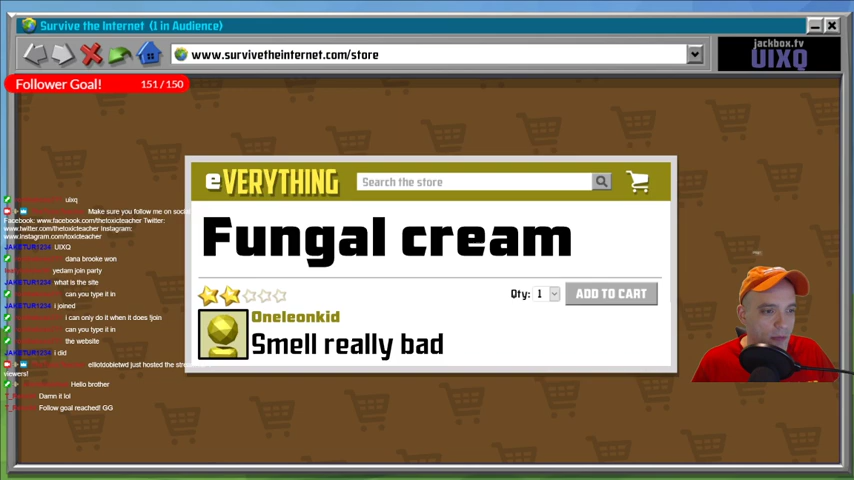 Survive the Internet (1 in Audience)
www.survivetheinternet.com/store
jackbox.tv
UIXQ
Follower Goal! 151 / 150
eVERYTHING
Search the store
Fungal cream
Qty: 1
ADD TO CART
Oneleonkid
Smell really bad
uixq
Make sure you follow me on social
Facebook: www.facebook.com/thetoxicteacher Twitter:
www.twitter.com/thetoxicteacher Instagram:
www.instagram.com/toxicteacher
JAKETUR1234 UIXQ
dana brooke won
yedam join party
JAKETUR1234 what is the site
can you type it in
JAKETUR1234 i joined
i can only do it when it does !join
can you type it in
the website
JAKETUR1234 I did
elliotdobietwd just hosted the stream
viewers!
Hello brother
Damn it lol
Follow goal reached! GG